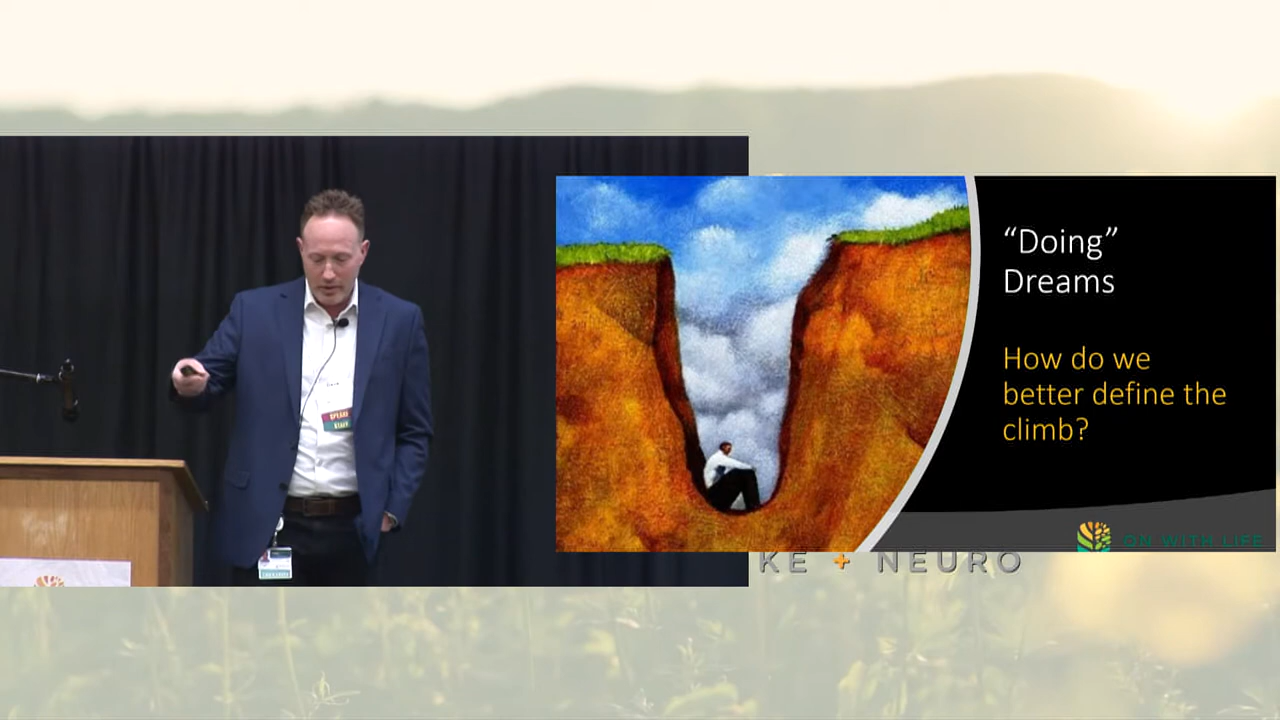 “Doing”
Dreams
How do we
better define the
climb?
ON WITH LIFE
KE + NEURO
SPEAKER
STAFF